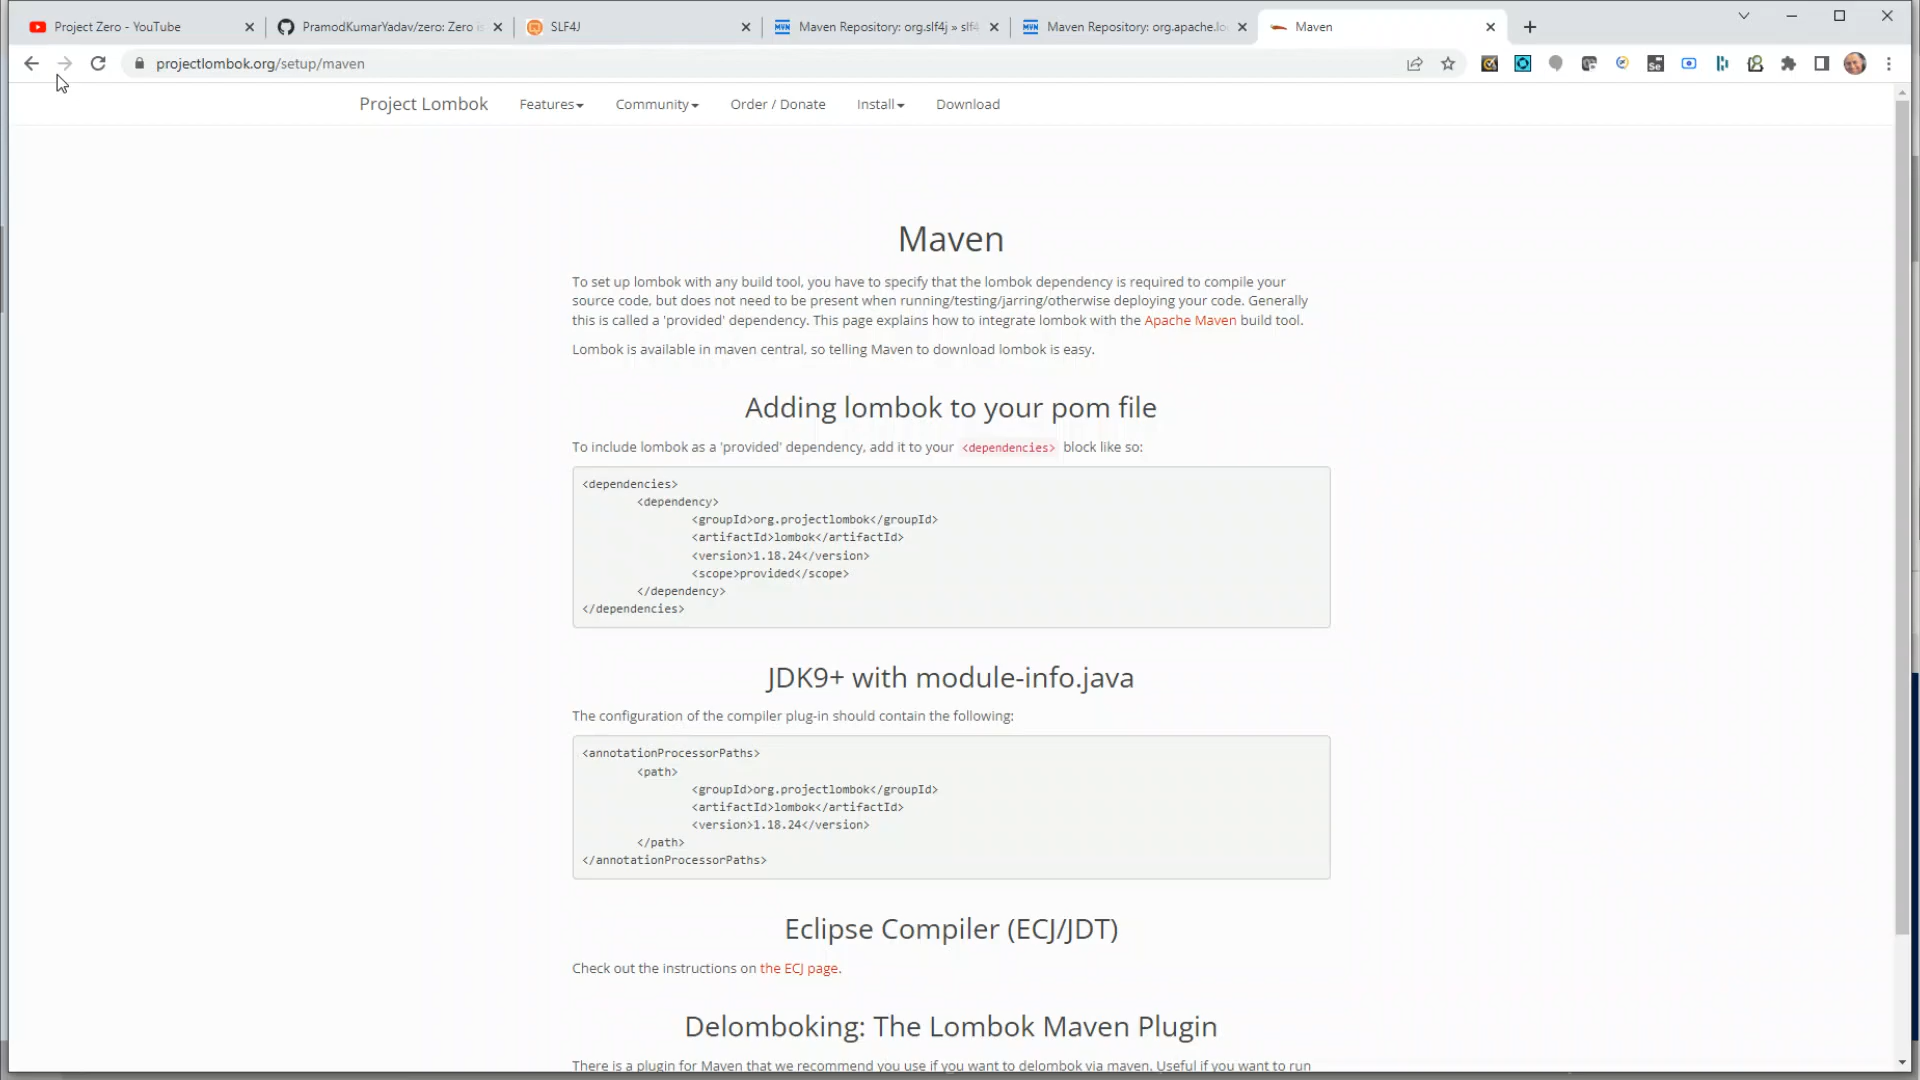 Project Zero - YouTube
PramodKumarYadav/zero: Zero is
SLF4J
Maven Repository: org.slf4j » slf4
Maven Repository: org.apache.lo
Maven
projectlombok.org/setup/maven
Project Lombok
Features
Community
Order / Donate
Install
Download
Maven
To set up lombok with any build tool, you have to specify that the lombok dependency is required to compile your
source code, but does not need to be present when running/testing/jarring/otherwise deploying your code. Generally
this is called a 'provided' dependency. This page explains how to integrate lombok with the Apache Maven build tool.
Lombok is available in maven central, so telling Maven to download lombok is easy.
Adding lombok to your pom file
To include lombok as a 'provided' dependency, add it to your <dependencies> block like so:
<dependencies>
<dependency>
<groupId>org.projectlombok</groupId>
<artifactId>lombok</artifactId>
<version>1.18.24</version>
<scope>provided</scope>
</dependency>
</dependencies>
JDK9+ with module-info.java
The configuration of the compiler plug-in should contain the following:
<annotationProcessorPaths>
<path>
<groupId>org.projectlombok</groupId>
<artifactId>lombok</artifactId>
<version>1.18.24</version>
</path>
</annotationProcessorPaths>
Eclipse Compiler (ECJ/JDT)
Check out the instructions on the ECJ page.
Delomboking: The Lombok Maven Plugin
There is a plugin for Maven that we recommend you use if you want to delombok via maven. Useful if you want to run